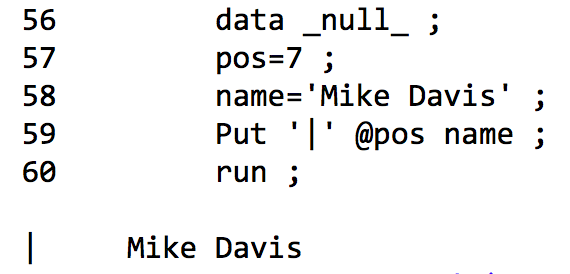 56 data _null_ ;
57 pos=7 ;
58 name='Mike Davis' ;
59 Put '|' @pos name ;
60 run ;
| Mike Davis